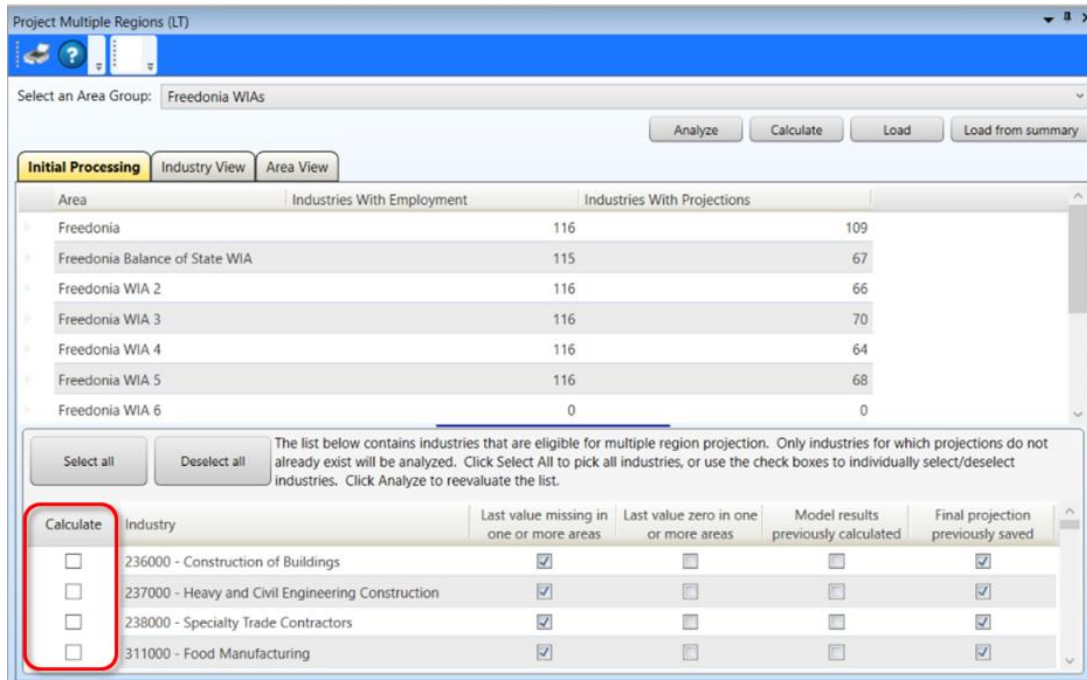 Project Multiple Regions (LT)
?
Select an Area Group: Freedonia WIAs
Analyze Calculate Load Load from summary
Initial Processing Industry View Area View
Area Industries With Employment Industries With Projections
Freedonia 116 109
Freedonia Balance of State WIA 115 67
Freedonia WIA 2 116 66
Freedonia WIA 3 116 70
Freedonia WIA 4 116 64
Freedonia WIA 5 116 68
Freedonia WIA 6 0 0
Select all Deselect all
The list below contains industries that are eligible for multiple region projection. Only industries for which projections do not
already exist will be analyzed. Click Select All to pick all industries, or use the check boxes to individually select/deselect
industries. Click Analyze to reevaluate the list.
Calculate Industry Last value missing in one or more areas Last value zero in one or more areas Model results previously calculated Final projection previously saved
236000 - Construction of Buildings
237000 - Heavy and Civil Engineering Construction
238000 - Specialty Trade Contractors
311000 - Food Manufacturing